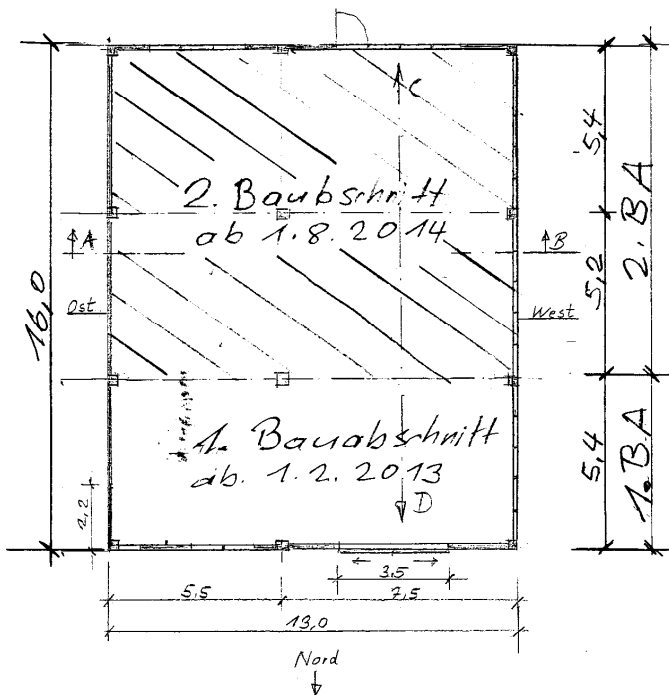 C
5,4
2. Baubschnitt
ab 1.8.2014
A
B
2.BA
16,0
5,2
Ost
West
1. Bauabschnitt
ab. 1.2. 2013
5,4
1.BA
D
2,2
3,5
5,5
7,5
13,0
Nord